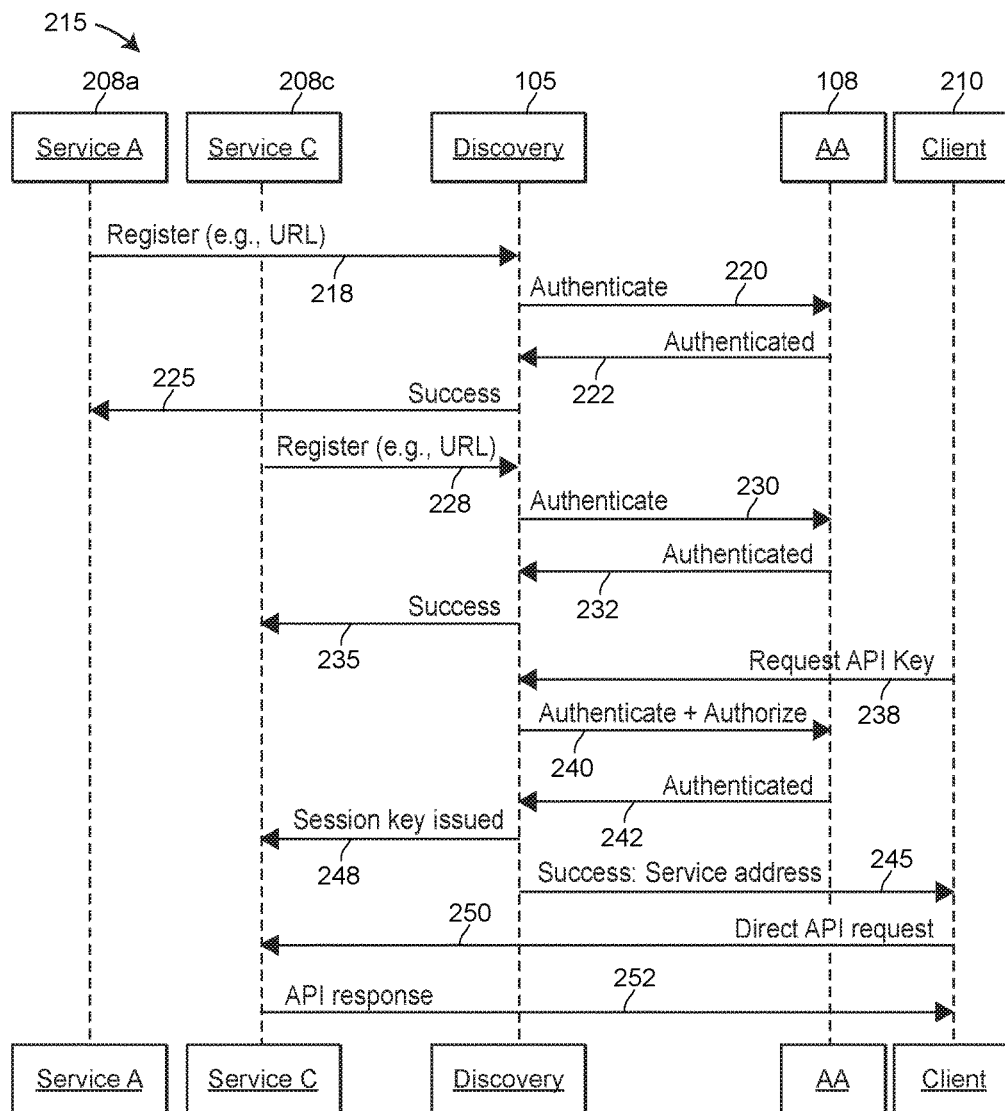 215
208a 208c 105 108 210
Service A Service C Discovery AA Client
Register (e.g., URL)
218
Authenticate 220
Authenticated
222
225 Success
Register (e.g., URL)
228
Authenticate 230
Authenticated
232
Success
235
Request API Key
238
Authenticate + Authorize
240
Authenticated
242
Session key issued
248
Success: Service address 245
250 Direct API request
API response 252
Service A Service C Discovery AA Client